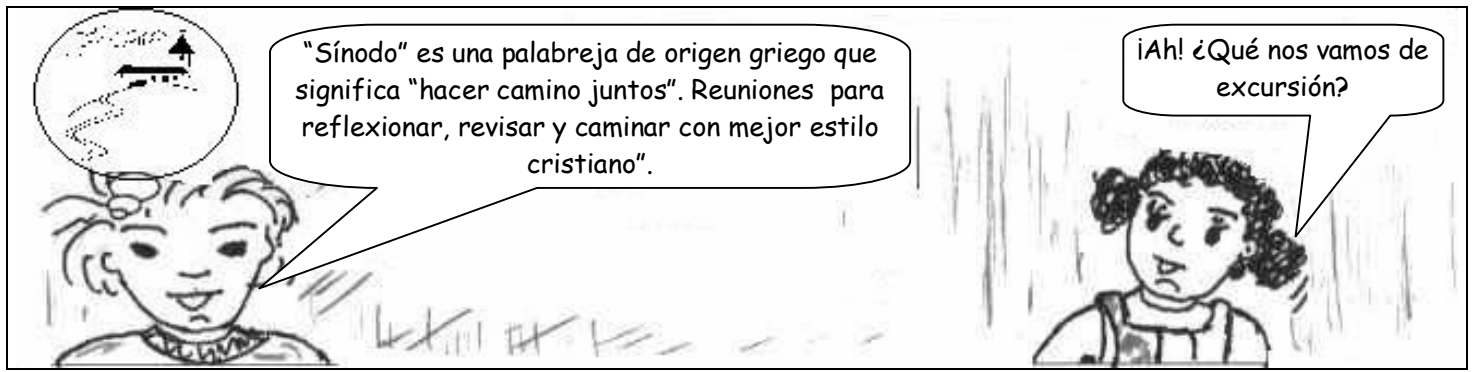 “Sínodo” es una palabreja de origen griego que
significa “hacer camino juntos”. Reuniones para
reflexionar, revisar y caminar con mejor estilo
cristiano”.
¡Ah! ¿Qué nos vamos de
excursión?